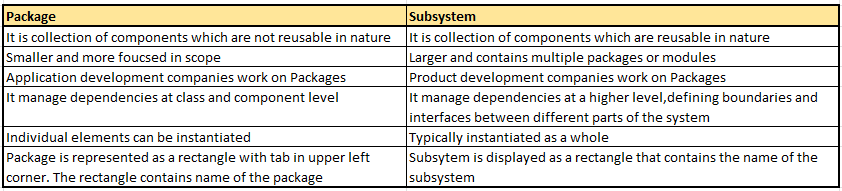 Package Subsystem
It is collection of components which are not reusable in nature It is collection of components which are reusable in nature
Smaller and more foucsed in scope Larger and contains multiple packages or modules
Application development companies work on Packages Product development companies work on Packages
It manage dependencies at class and component level It manage dependencies at a higher level,defining boundaries and
interfaces between different parts of the system
Individual elements can be instantiated Typically instantiated as a whole
Package is represented as a rectangle with tab in upper left Subsytem is displayed as a rectangle that contains the name of the
corner. The rectangle contains name of the package subsystem